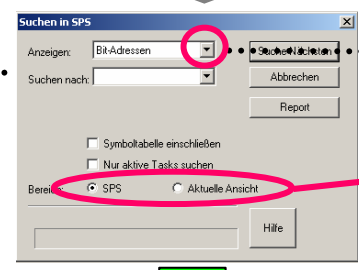 Suchen in SPS
Anzeigen: Bit-Adressen
Suche Nächsten
Suchen nach:
Abbrechen
Report
Symboltabelle einschließen
Nur aktive Tasks suchen
Bereich: SPS Aktuelle Ansicht
Hilfe